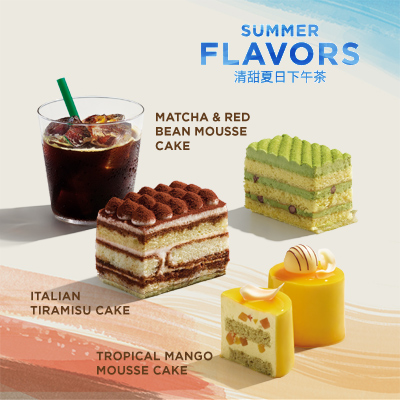 SUMMER
FLAVORS
清甜夏日下午茶
MATCHA & RED
BEAN MOUSSE
CAKE
ITALIAN
TIRAMISU CAKE
TROPICAL MANGO
MOUSSE CAKE